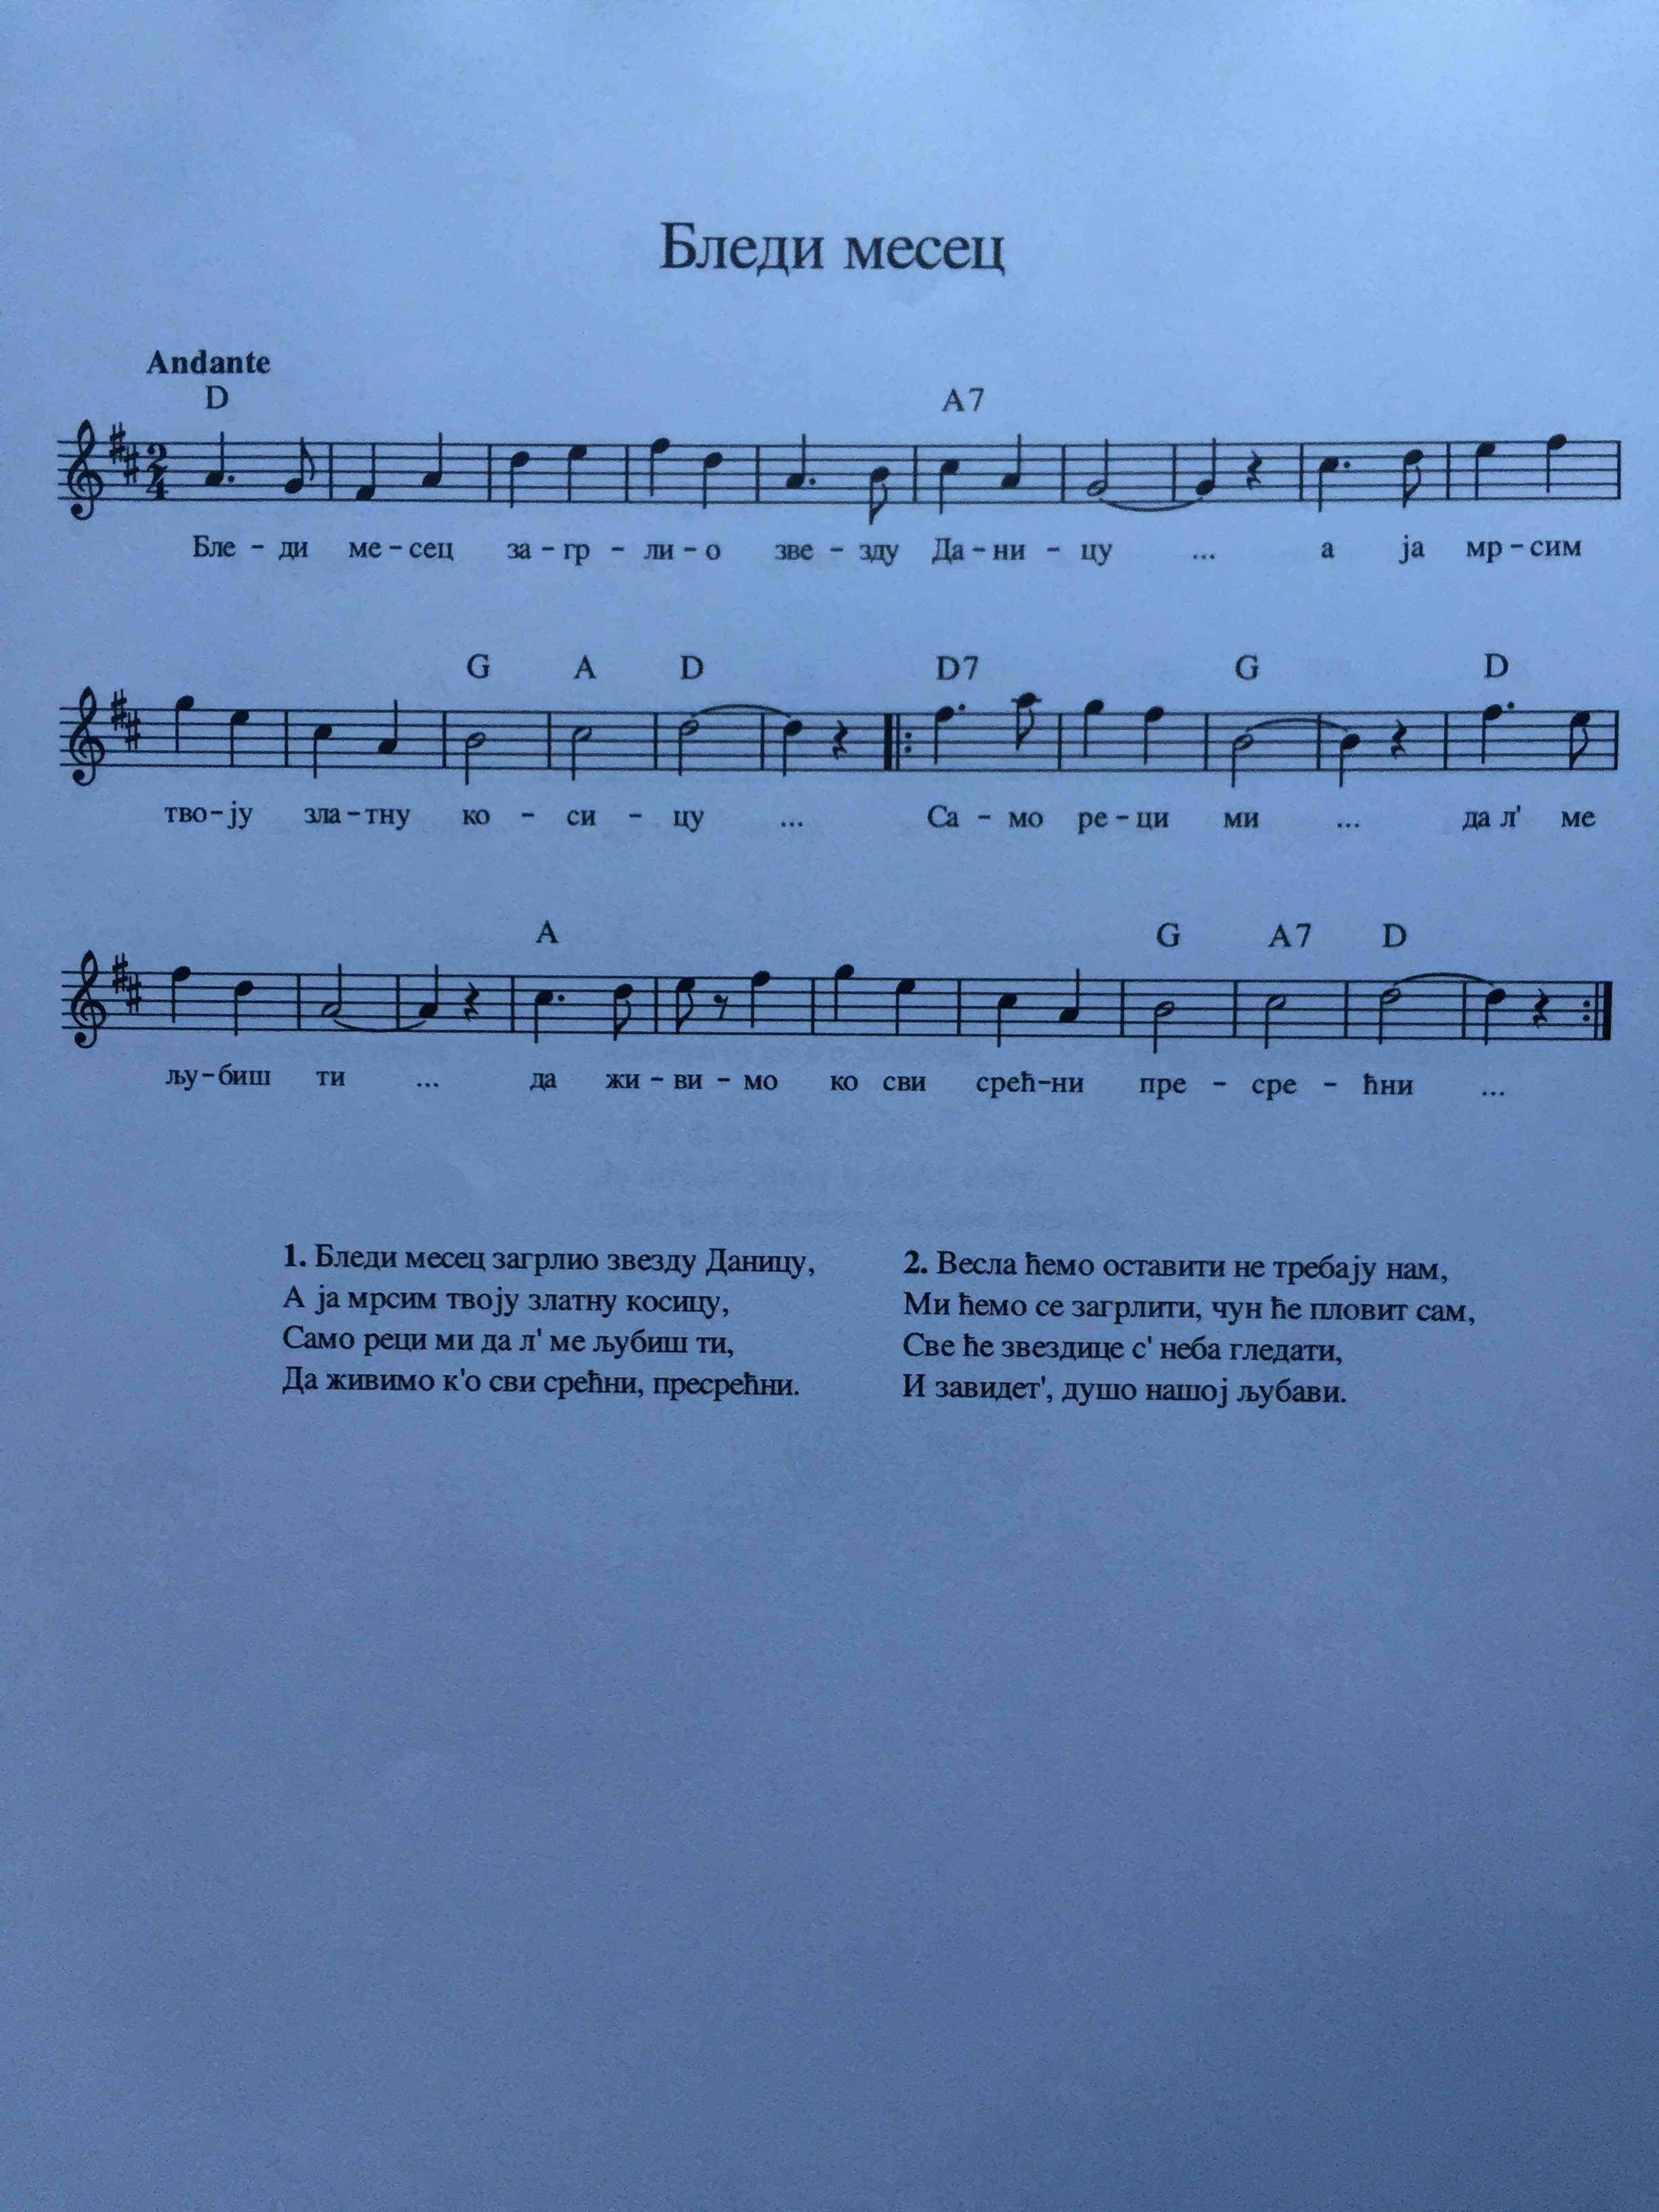 Бледи месец
Andante
D A7
2/4
Бле - ди ме - сец за - гр - ли - о зве - зду Да - ни - цу ... а ја мр - сим
G A D D7 G D
тво - ју зла - тну ко - си - цу ... Са - мо ре - ци ми ... да л' ме
A G A7 D
љу - биш ти ... да жи - ви - мо ко сви срећ - ни пре - сре - ћни ...
1. Бледи месец загрлио звезду Даницу,
А ја мрсим твоју златну косицу,
Само реци ми да л' ме љубиш ти,
Да живимо к'о сви срећни, пресрећни.
2. Весла ћемо оставити не требају нам,
Ми ћемо се загрлити, чун ће пловит сам,
Све ће звездице с' неба гледати,
И завидет', душо нашој љубави.